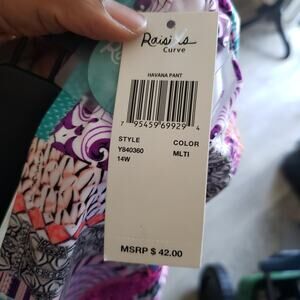 Raisins
Curve
HAVANA PANT
7 95459 69929 4
STYLE COLOR
Y840360 MLTI
14W
MSRP $ 42.00